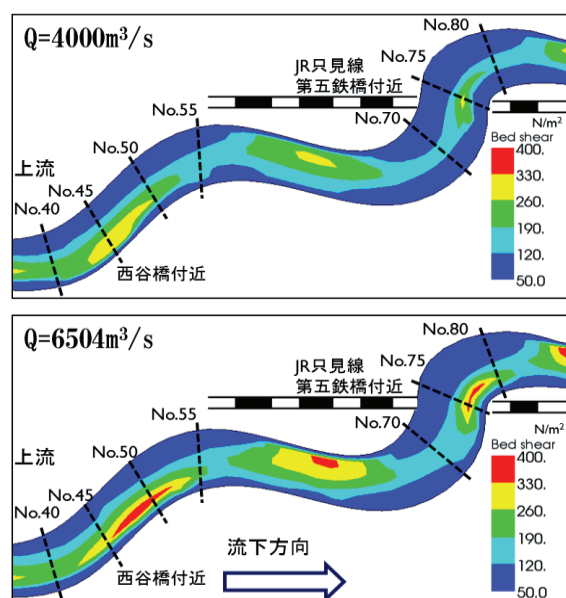 Q=4000m³/s
No.80
JR只見線
第五鉄橋付近
No.75
No.70
No.55
No.50
No.45
No.40
上流
西谷橋付近
N/m²
Bed shear
400.
330.
260.
190.
120.
50.0
Q=6504m³/s
No.80
JR只見線
第五鉄橋付近
No.75
No.70
No.55
No.50
No.45
No.40
上流
西谷橋付近
流下方向
N/m²
Bed shear
400.
330.
260.
190.
120.
50.0